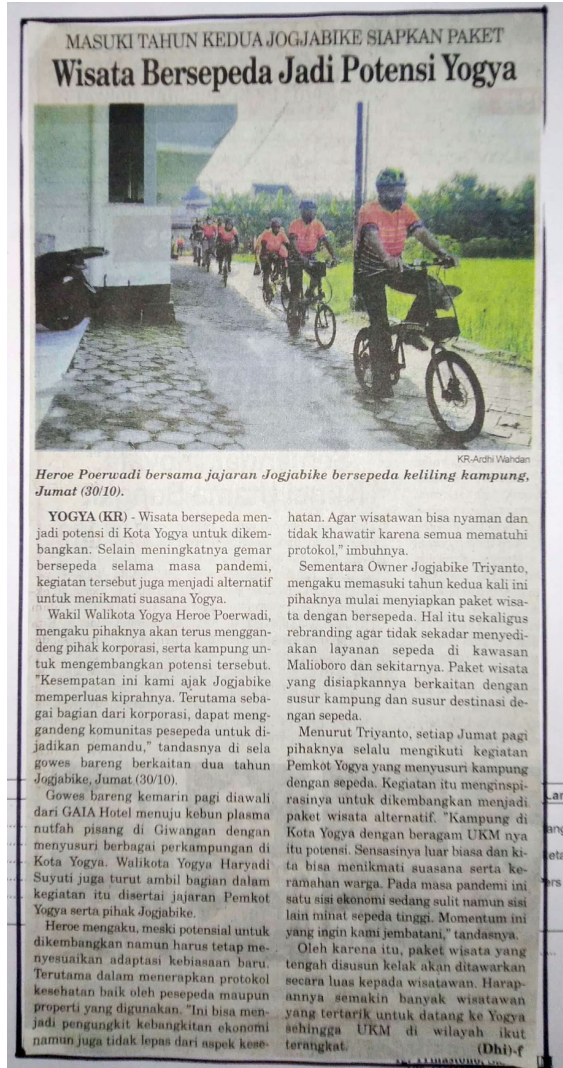 MASUKI TAHUN KEDUA JOGJABIKE SIAPKAN PAKET
Wisata Bersepeda Jadi Potensi Yogya
KR-Ardhi Wahdan
Heroe Poerwadi bersama jajaran Jogjabike bersepeda keliling kampung,
Jumat (30/10).
YOGYA (KR) - Wisata bersepeda men-
jadi potensi di Kota Yogya untuk dikem-
bangkan. Selain meningkatnya gemar
bersepeda selama masa pandemi,
kegiatan tersebut juga menjadi alternatif
untuk menikmati suasana Yogya.
Wakil Walikota Yogya Heroe Poerwadi,
mengaku pihaknya akan terus menggan-
deng pihak korporasi, serta kampung un-
tuk mengembangkan potensi tersebut.
"Kesempatan ini kami ajak Jogjabike
memperluas kiprahnya. Terutama seba-
gai bagian dari korporasi, dapat meng-
gandeng komunitas pesepeda untuk di-
jadikan pemandu," tandasnya di sela
gowes bareng berkaitan dua tahun
Jogjabike, Jumat (30/10).
Gowes bareng kemarin pagi diawali
dari GAIA Hotel menuju kebun plasma
nutfah pisang di Giwangan dengan
menyusuri berbagai perkampungan di
Kota Yogya. Walikota Yogya Haryadi
Suyuti juga turut ambil bagian dalam
kegiatan itu disertai jajaran Pemkot
Yogya serta pihak Jogjabike.
Heroe mengaku, meski potensial untuk
dikembangkan namun harus tetap me-
nyesuaikan adaptasi kebiasaan baru.
Terutama dalam menerapkan protokol
kesehatan baik oleh pesepeda maupun
properti yang digunakan. "Ini bisa men-
jadi pengungkit kebangkitan ekonomi
namun juga tidak lepas dari aspek kese-
hatan. Agar wisatawan bisa nyaman dan
tidak khawatir karena semua mematuhi
protokol," imbuhnya.
Sementara Owner Jogjabike Triyanto,
mengaku memasuki tahun kedua kali ini
pihaknya mulai menyiapkan paket wisa-
ta dengan bersepeda. Hal itu sekaligus
rebranding agar tidak sekadar menyedi-
akan layanan sepeda di kawasan
Malioboro dan sekitarnya. Paket wisata
yang disiapkannya berkaitan dengan
susur kampung dan susur destinasi de-
ngan sepeda.
Menurut Triyanto, setiap Jumat pagi
pihaknya selalu mengikuti kegiatan
Pemkot Yogya yang menyusuri kampung
dengan sepeda. Kegiatan itu menginspi-
rasinya untuk dikembangkan menjadi
paket wisata alternatif. "Kampung di
Kota Yogya dengan beragam UKM nya
itu potensi. Sensasinya luar biasa dan ki-
ta bisa menikmati suasana serta ke-
ramahan warga. Pada masa pandemi ini
satu sisi ekonomi sedang sulit namun sisi
lain minat sepeda tinggi. Momentum ini
yang ingin kami jembatani," tandasnya.
Oleh karena itu, paket wisata yang
tengah disusun kelak akan ditawarkan
secara luas kepada wisatawan. Harap-
annya semakin banyak wisatawan
yang tertarik untuk datang ke Yogya
sehingga UKM di wilayah ikut
terangkat. (Dhi)-f